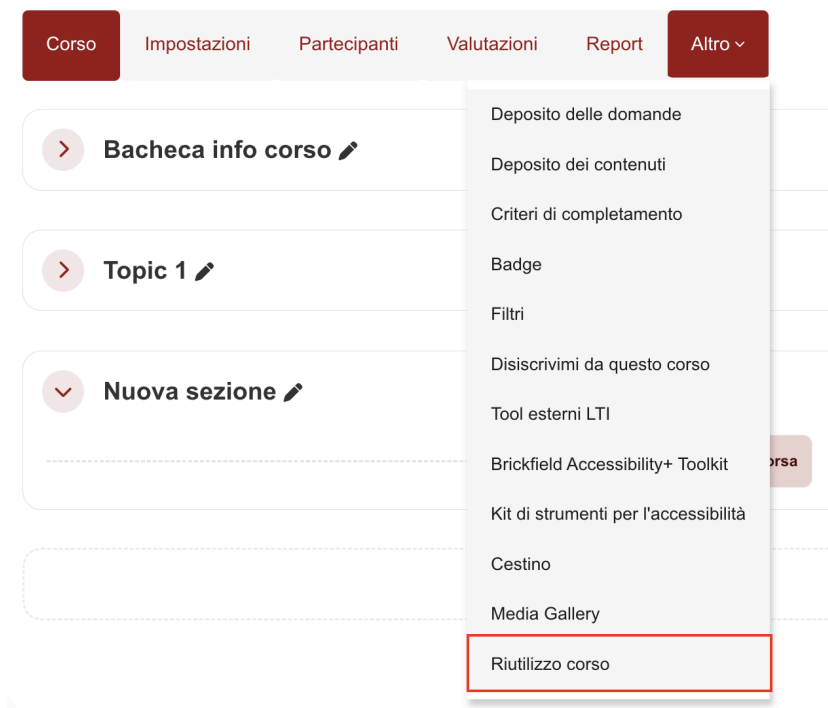 Corso Impostazioni Partecipanti Valutazioni Report Altro
Deposito delle domande
Bacheca info corso
Deposito dei contenuti
Criteri di completamento
Badge
Topic 1
Filtri
Disiscrivimi da questo corso
Nuova sezione
Tool esterni LTI
Brickfield Accessibility+ Toolkit
Kit di strumenti per l'accessibilità
Cestino
Media Gallery
Riutilizzo corso